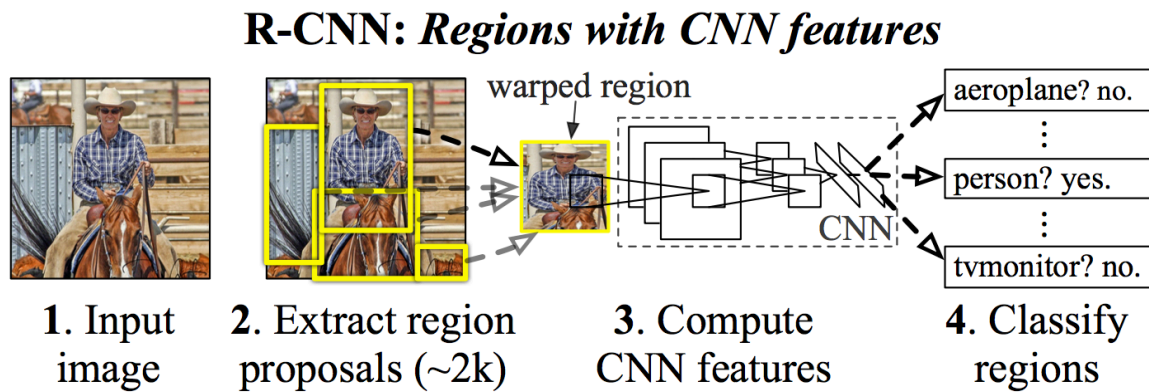 R-CNN: Regions with CNN features
warped region
aeroplane? no.
⋮
person? yes.
⋮
tvmonitor? no.
CNN
1. Input
image
2. Extract region
proposals (~2k)
3. Compute
CNN features
4. Classify
regions